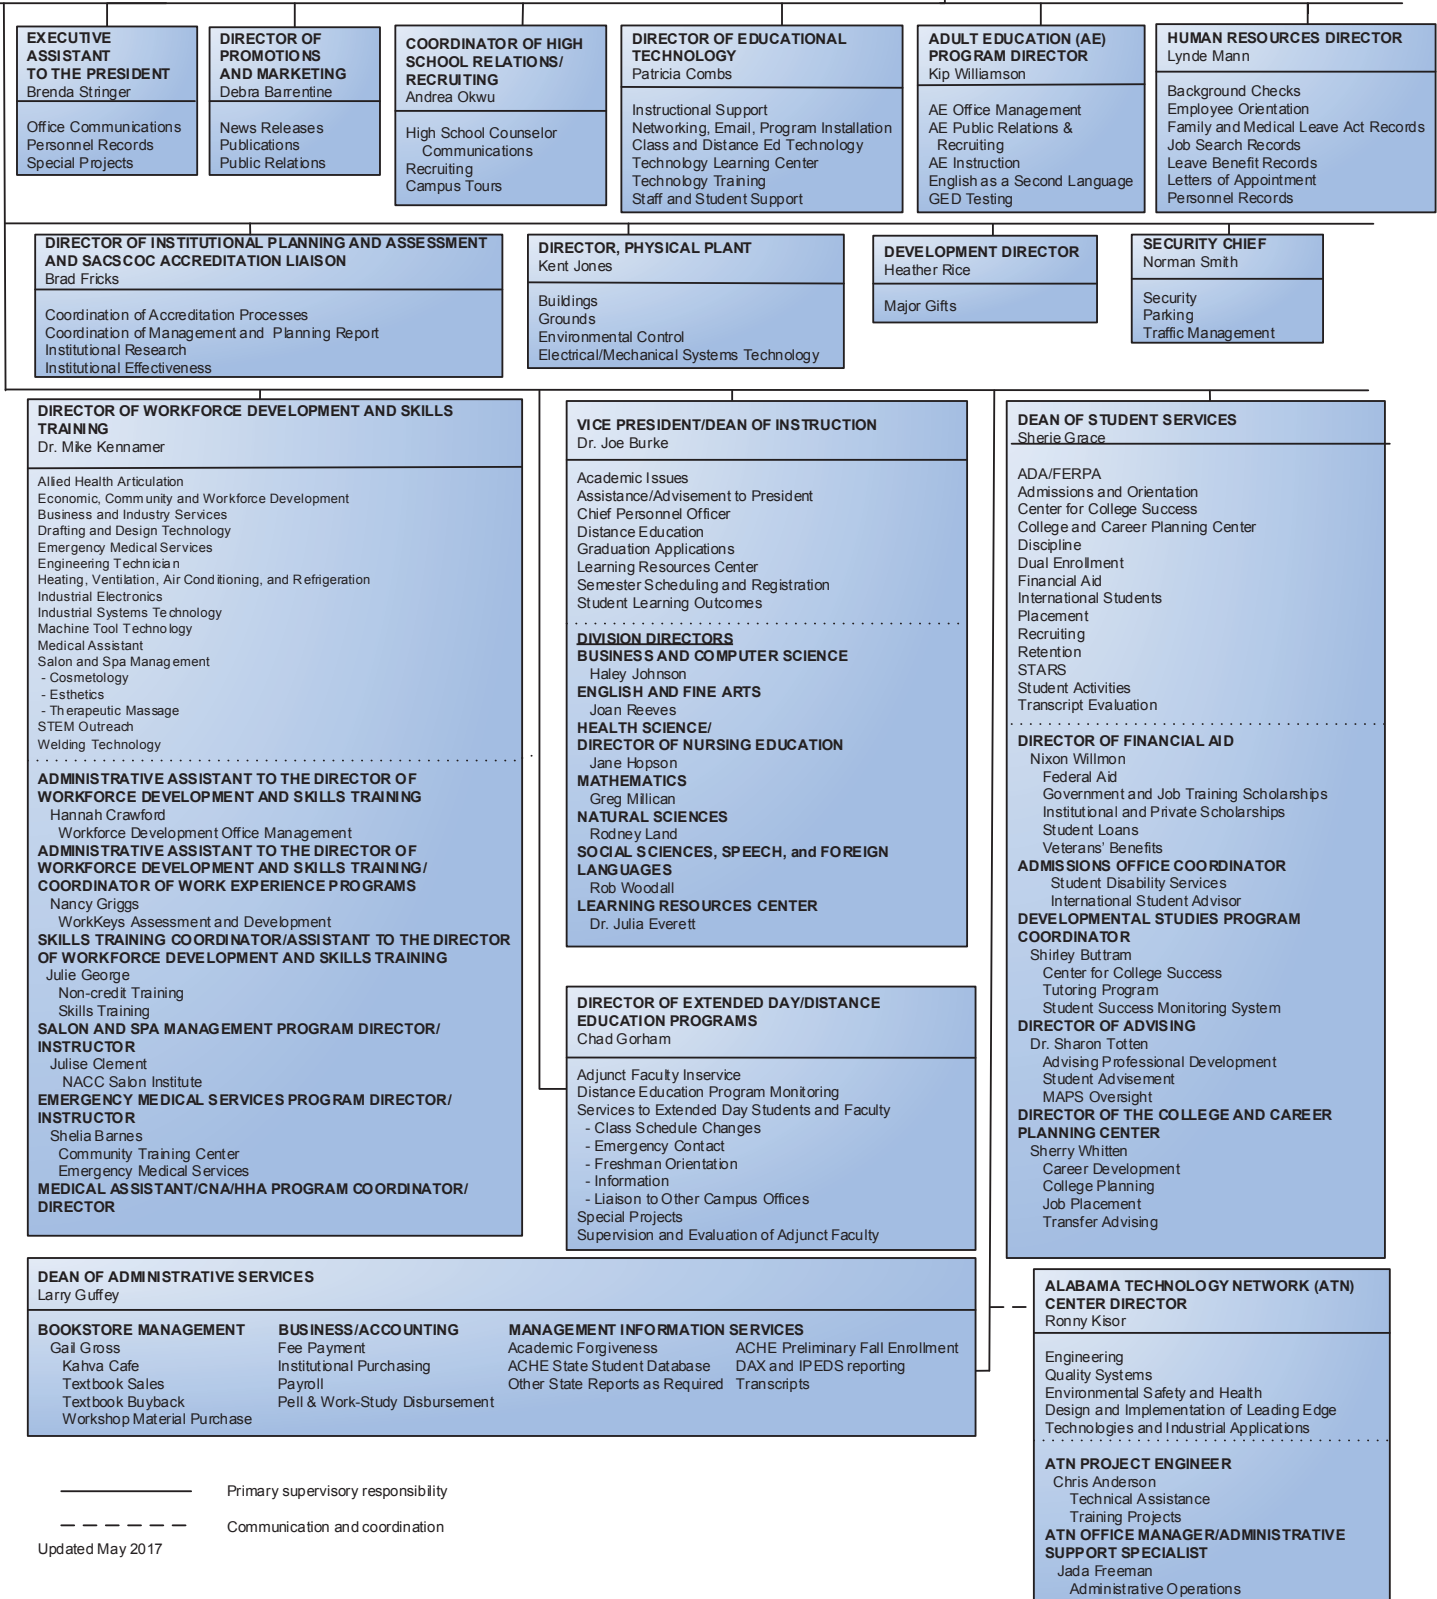 EXECUTIVE
ASSISTANT
TO THE PRESIDENT
Brenda Stringer
Office Communications
Personnel Records
Special Projects
DIRECTOR OF
PROMOTIONS
AND MARKETING
Debra Barrentine
News Releases
Publications
Public Relations
COORDINATOR OF HIGH
SCHOOL RELATIONS/
RECRUITING
Andrea Okwu
High School Counselor
Communications
Recruiting
Campus Tours
DIRECTOR OF EDUCATIONAL
TECHNOLOGY
Patricia Combs
Instructional Support
Networking, Email, Program Installation
Class and Distance Ed Technology
Technology Learning Center
Technology Training
Staff and Student Support
ADULT EDUCATION (AE)
PROGRAM DIRECTOR
Kip Williamson
AE Office Management
AE Public Relations &
Recruiting
AE Instruction
English as a Second Language
GED Testing
HUMAN RESOURCES DIRECTOR
Lynde Mann
Background Checks
Employee Orientation
Family and Medical Leave Act Records
Job Search Records
Leave Benefit Records
Letters of Appointment
Personnel Records
DIRECTOR OF INSTITUTIONAL PLANNING AND ASSESSMENT
AND SACSCOC ACCREDITATION LIAISON
Brad Fricks
Coordination of Accreditation Processes
Coordination of Management and Planning Report
Institutional Research
Institutional Effectiveness
DIRECTOR, PHYSICAL PLANT
Kent Jones
Buildings
Grounds
Environmental Control
Electrical/Mechanical Systems Technology
DEVELOPMENT DIRECTOR
Heather Rice
Major Gifts
SECURITY CHIEF
Norman Smith
Security
Parking
Traffic Management
DIRECTOR OF WORKFORCE DEVELOPMENT AND SKILLS
TRAINING
Dr. Mike Kennamer
Allied Health Articulation
Economic, Community and Workforce Development
Business and Industry Services
Drafting and Design Technology
Emergency Medical Services
Engineering Technician
Heating, Ventilation, Air Conditioning, and Refrigeration
Industrial Electronics
Industrial Systems Technology
Machine Tool Technology
Medical Assistant
Salon and Spa Management
- Cosmetology
- Esthetics
- Therapeutic Massage
STEM Outreach
Welding Technology
ADMINISTRATIVE ASSISTANT TO THE DIRECTOR OF
WORKFORCE DEVELOPMENT AND SKILLS TRAINING
Hannah Crawford
Workforce Development Office Management
ADMINISTRATIVE ASSISTANT TO THE DIRECTOR OF
WORKFORCE DEVELOPMENT AND SKILLS TRAINING/
COORDINATOR OF WORK EXPERIENCE PROGRAMS
Nancy Griggs
WorkKeys Assessment and Development
SKILLS TRAINING COORDINATOR/ASSISTANT TO THE DIRECTOR
OF WORKFORCE DEVELOPMENT AND SKILLS TRAINING
Julie George
Non-credit Training
Skills Training
SALON AND SPA MANAGEMENT PROGRAM DIRECTOR/
INSTRUCTOR
Julise Clement
NACC Salon Institute
EMERGENCY MEDICAL SERVICES PROGRAM DIRECTOR/
INSTRUCTOR
Shelia Barnes
Community Training Center
Emergency Medical Services
MEDICAL ASSISTANT/CNA/HHA PROGRAM COORDINATOR/
DIRECTOR
VICE PRESIDENT/DEAN OF INSTRUCTION
Dr. Joe Burke
Academic Issues
Assistance/Advisement to President
Chief Personnel Officer
Distance Education
Graduation Applications
Learning Resources Center
Semester Scheduling and Registration
Student Learning Outcomes
DIVISION DIRECTORS
BUSINESS AND COMPUTER SCIENCE
Haley Johnson
ENGLISH AND FINE ARTS
Joan Reeves
HEALTH SCIENCE/
DIRECTOR OF NURSING EDUCATION
Jane Hopson
MATHEMATICS
Greg Millican
NATURAL SCIENCES
Rodney Land
SOCIAL SCIENCES, SPEECH, and FOREIGN
LANGUAGES
Rob Woodall
LEARNING RESOURCES CENTER
Dr. Julia Everett
DIRECTOR OF EXTENDED DAY/DISTANCE
EDUCATION PROGRAMS
Chad Gorham
Adjunct Faculty Inservice
Distance Education Program Monitoring
Services to Extended Day Students and Faculty
- Class Schedule Changes
- Emergency Contact
- Freshman Orientation
- Information
- Liaison to Other Campus Offices
Special Projects
Supervision and Evaluation of Adjunct Faculty
DEAN OF STUDENT SERVICES
Sherie Grace
ADA/FERPA
Admissions and Orientation
Center for College Success
College and Career Planning Center
Discipline
Dual Enrollment
Financial Aid
International Students
Placement
Recruiting
Retention
STARS
Student Activities
Transcript Evaluation
DIRECTOR OF FINANCIAL AID
Nixon Willmon
Federal Aid
Government and Job Training Scholarships
Institutional and Private Scholarships
Student Loans
Veterans' Benefits
ADMISSIONS OFFICE COORDINATOR
Student Disability Services
International Student Advisor
DEVELOPMENTAL STUDIES PROGRAM
COORDINATOR
Shirley Buttram
Center for College Success
Tutoring Program
Student Success Monitoring System
DIRECTOR OF ADVISING
Dr. Sharon Totten
Advising Professional Development
Student Advisement
MAPS Oversight
DIRECTOR OF THE COLLEGE AND CAREER
PLANNING CENTER
Sherry Whitten
Career Development
College Planning
Job Placement
Transfer Advising
DEAN OF ADMINISTRATIVE SERVICES
Larry Guffey
BOOKSTORE MANAGEMENT
Gail Gross
Kahva Cafe
Textbook Sales
Textbook Buyback
Workshop Material Purchase
BUSINESS/ACCOUNTING
Fee Payment
Institutional Purchasing
Payroll
Pell & Work-Study Disbursement
MANAGEMENT INFORMATION SERVICES
Academic Forgiveness
ACHE State Student Database
Other State Reports as Required
ACHE Preliminary Fall Enrollment
DAX and IPEDS reporting
Transcripts
ALABAMA TECHNOLOGY NETWORK (ATN)
CENTER DIRECTOR
Ronny Kisor
Engineering
Quality Systems
Environmental Safety and Health
Design and Implementation of Leading Edge
Technologies and Industrial Applications
ATN PROJECT ENGINEER
Chris Anderson
Technical Assistance
Training Projects
ATN OFFICE MANAGER/ADMINISTRATIVE
SUPPORT SPECIALIST
Jada Freeman
Administrative Operations
Primary supervisory responsibility
Communication and coordination
Updated May 2017